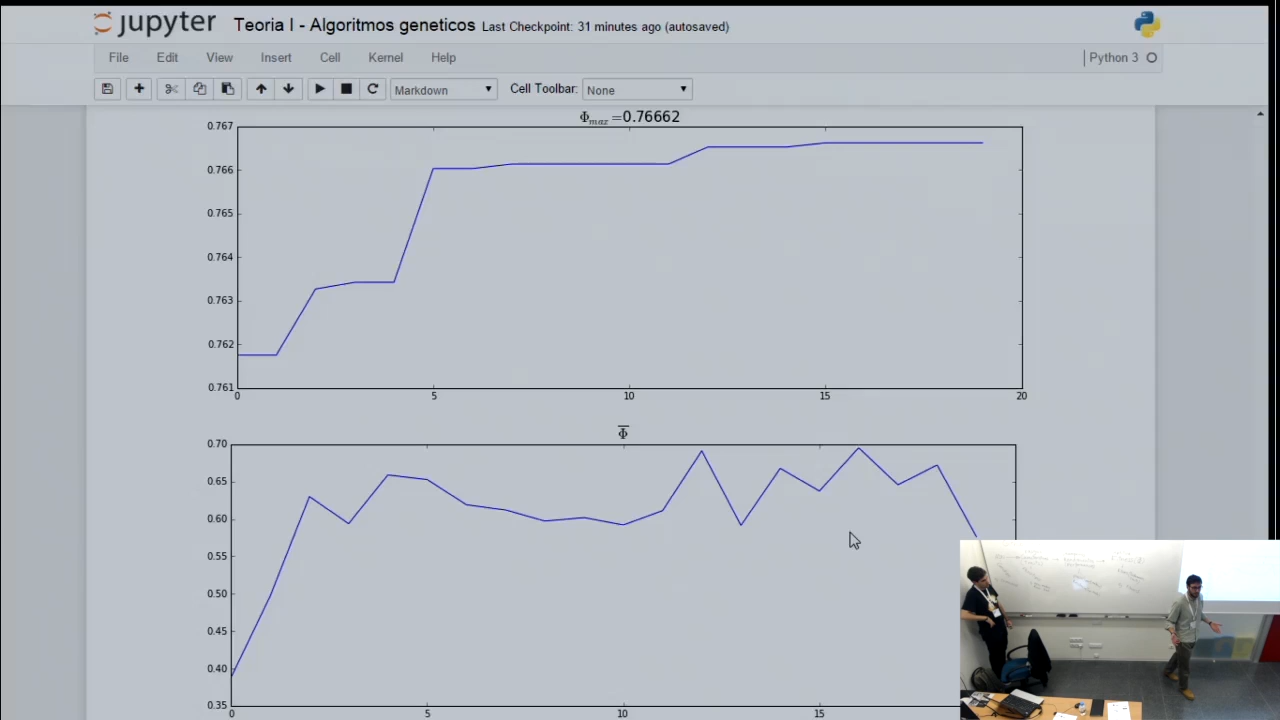 jupyter Teoria I - Algoritmos geneticos Last Checkpoint: 31 minutes ago (autosaved)
File Edit View Insert Cell Kernel Help Python 3
Markdown Cell Toolbar: None
Φmax=0.76662
0.767
0.766
0.765
0.764
0.763
0.762
0.761
0 5 10 15 20
Φ̅
0.70
0.65
0.60
0.55
0.50
0.45
0.40
0.35
0 5 10 15